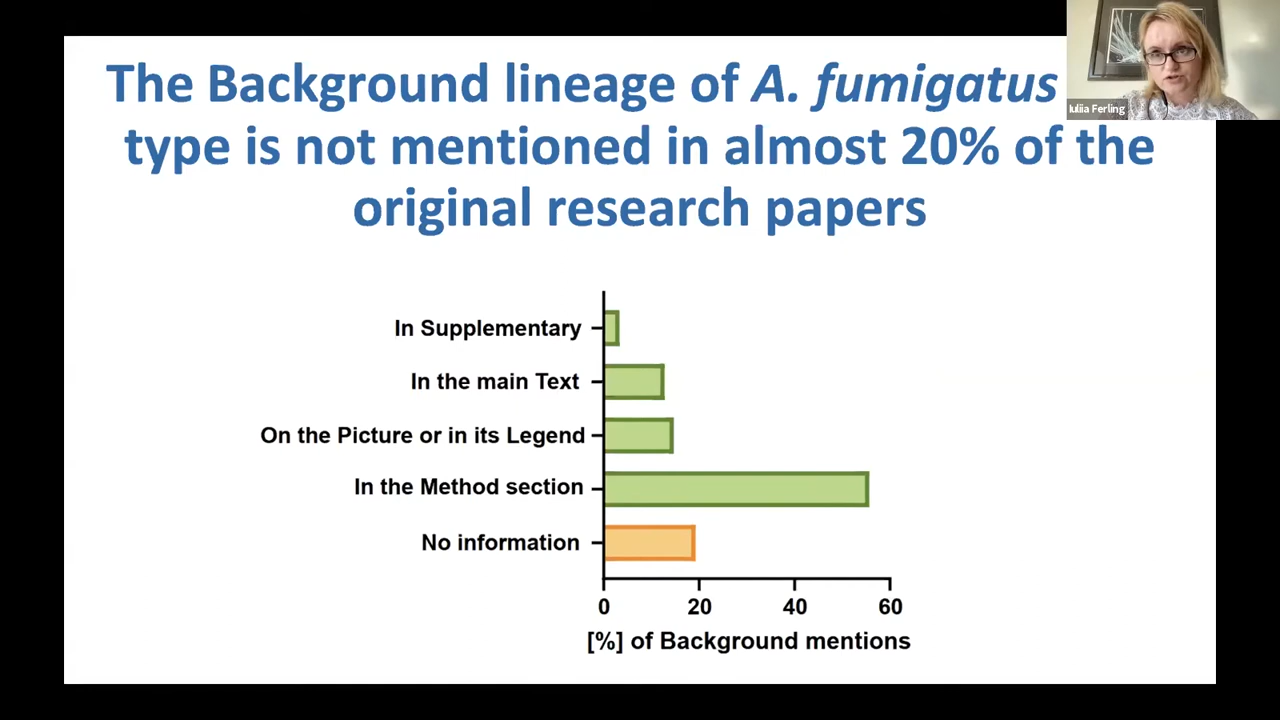 The Background lineage of A. fumigatus
type is not mentioned in almost 20% of the
original research papers
Iuliia Ferling
In Supplementary
In the main Text
On the Picture or in its Legend
In the Method section
No information
0 20 40 60
[%] of Background mentions